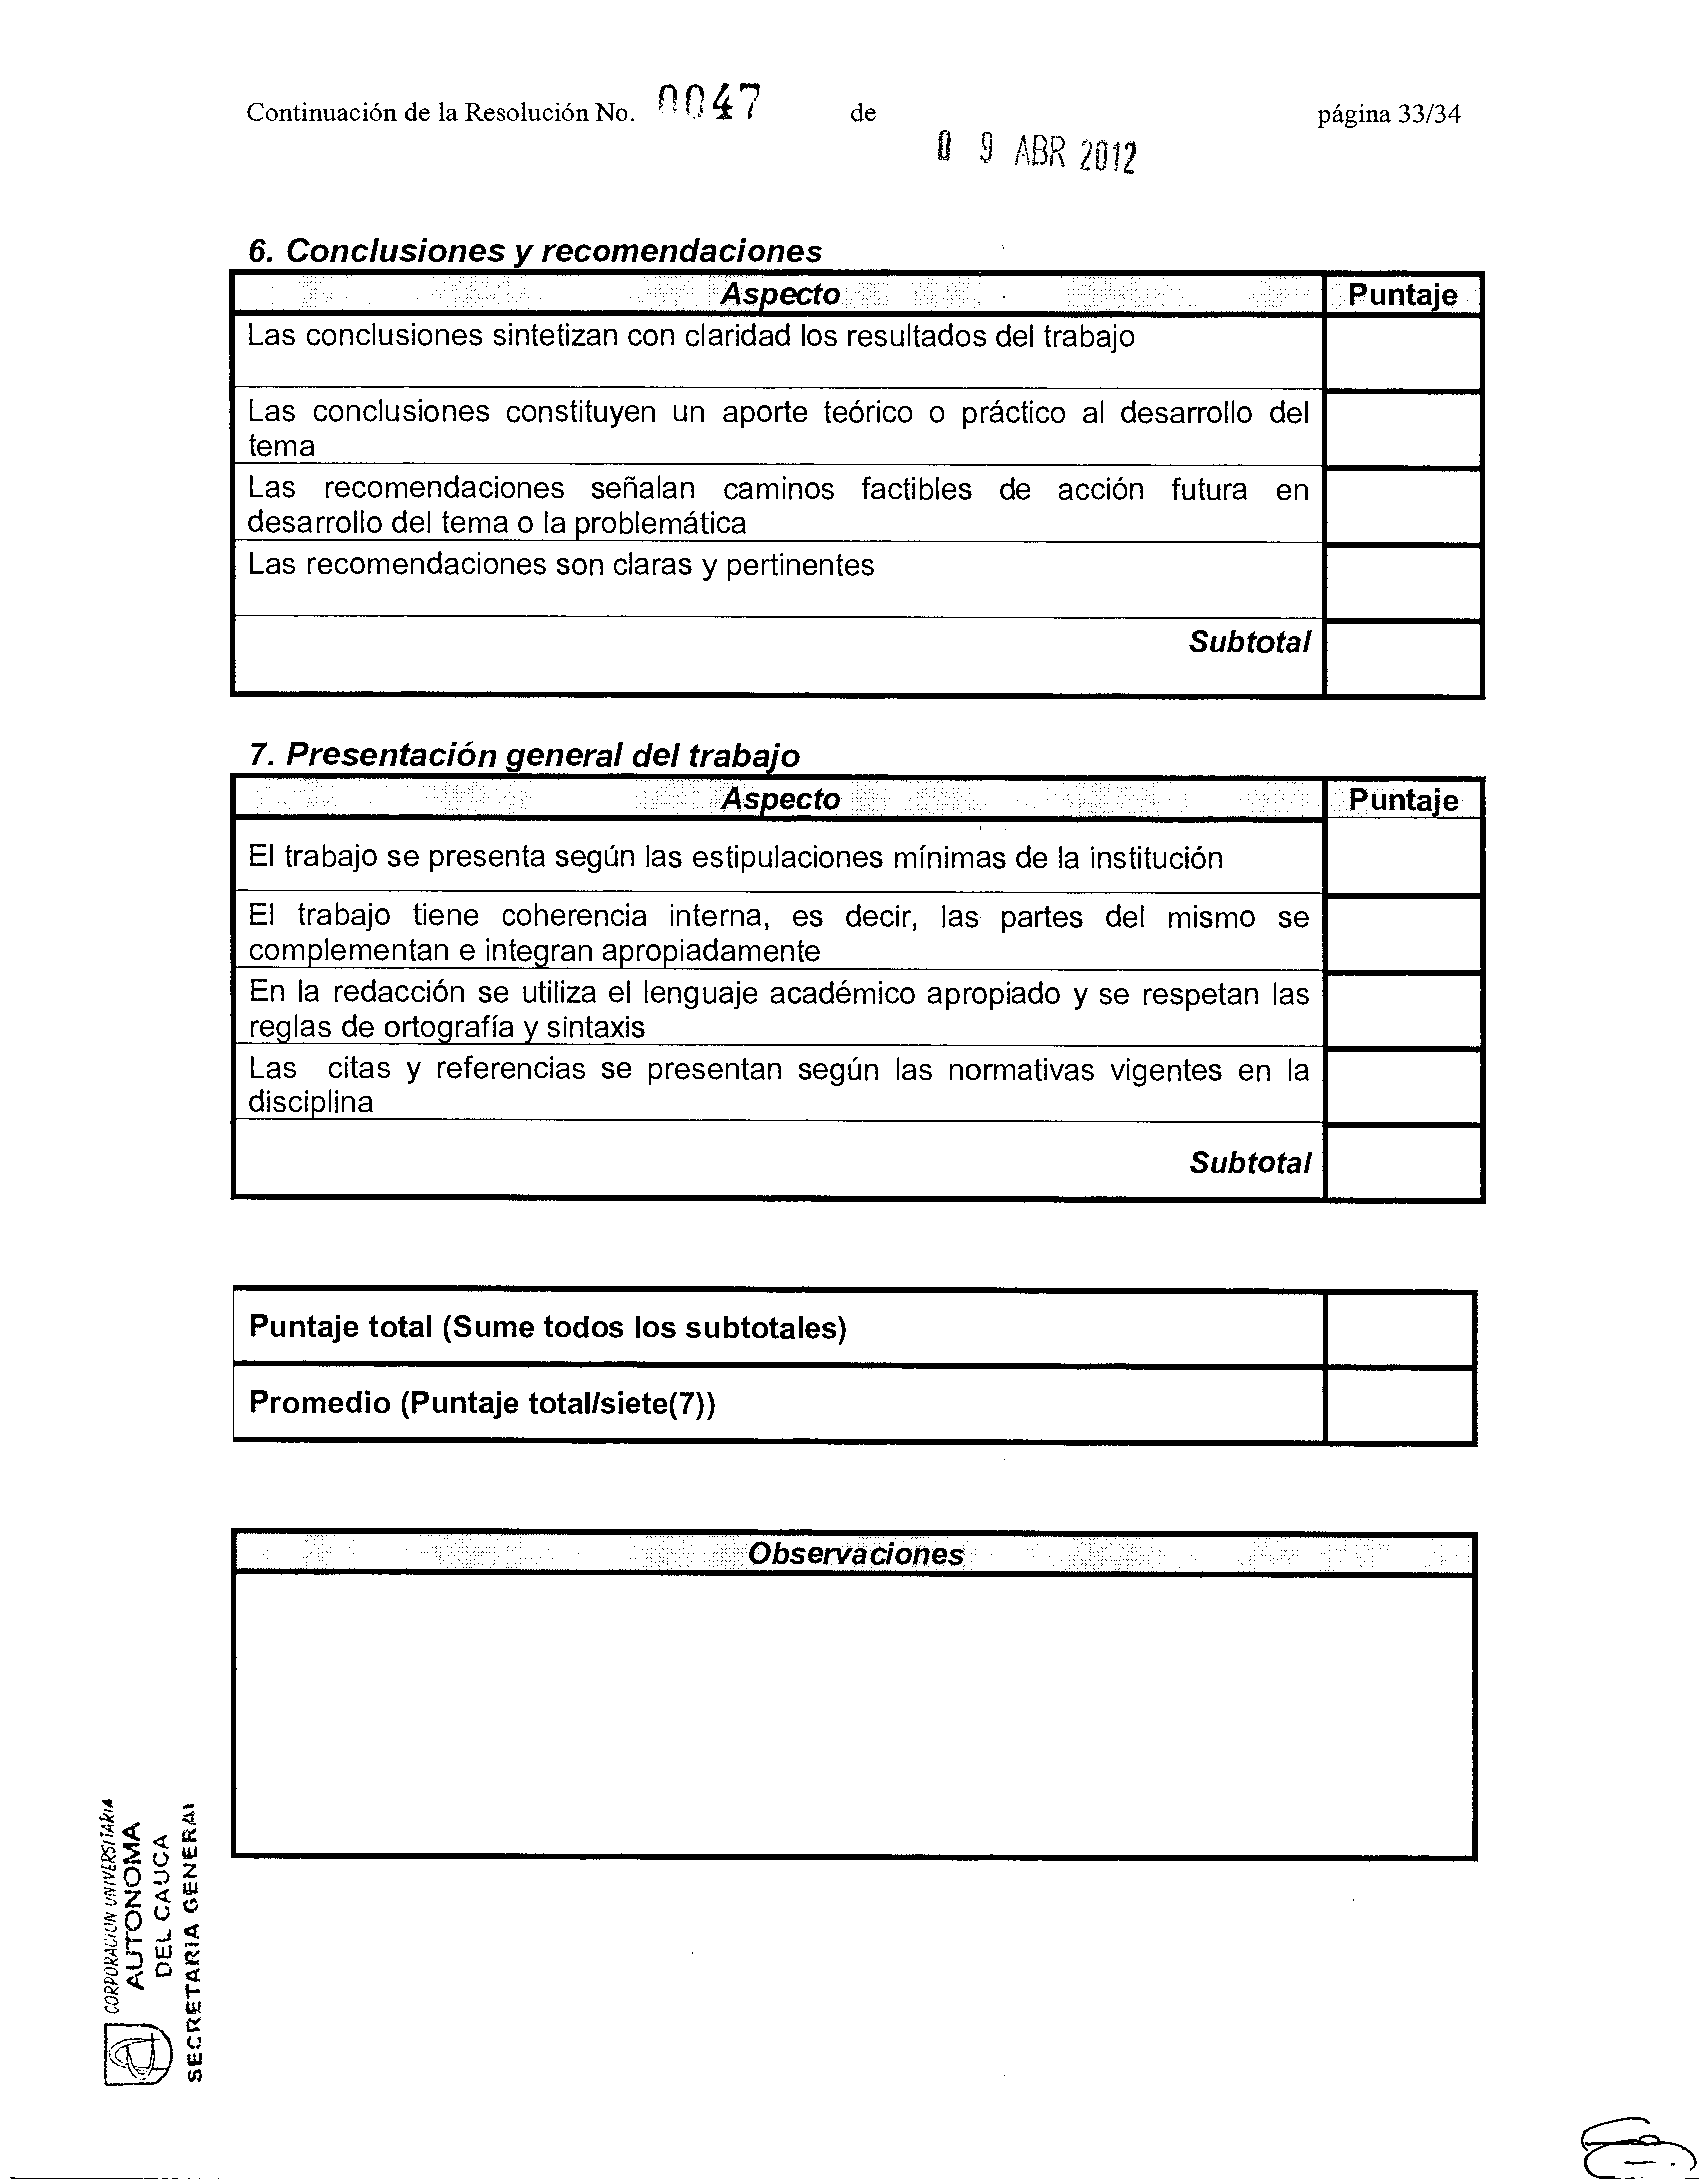 Continuación de la Resolución No. 0047 de página 33/34
09 ABR 2012
6. Conclusiones y recomendaciones
Aspecto Puntaje
Las conclusiones sintetizan con claridad los resultados del trabajo
Las conclusiones constituyen un aporte teórico o práctico al desarrollo del
tema
Las recomendaciones señalan caminos factibles de acción futura en
desarrollo del tema o la problemática
Las recomendaciones son claras y pertinentes
Subtotal
7. Presentación general del trabajo
Aspecto Puntaje
El trabajo se presenta según las estipulaciones mínimas de la institución
El trabajo tiene coherencia interna, es decir, las partes del mismo se
complementan e integran apropiadamente
En la redacción se utiliza el lenguaje académico apropiado y se respetan las
reglas de ortografía y sintaxis
Las citas y referencias se presentan según las normativas vigentes en la
disciplina
Subtotal
Puntaje total (Sume todos los subtotales)
Promedio (Puntaje total/siete(7))
Observaciones
CORPORACION UNIVERSITARIA
AUTONOMA
DEL CAUCA
SECRETARIA GENERAL